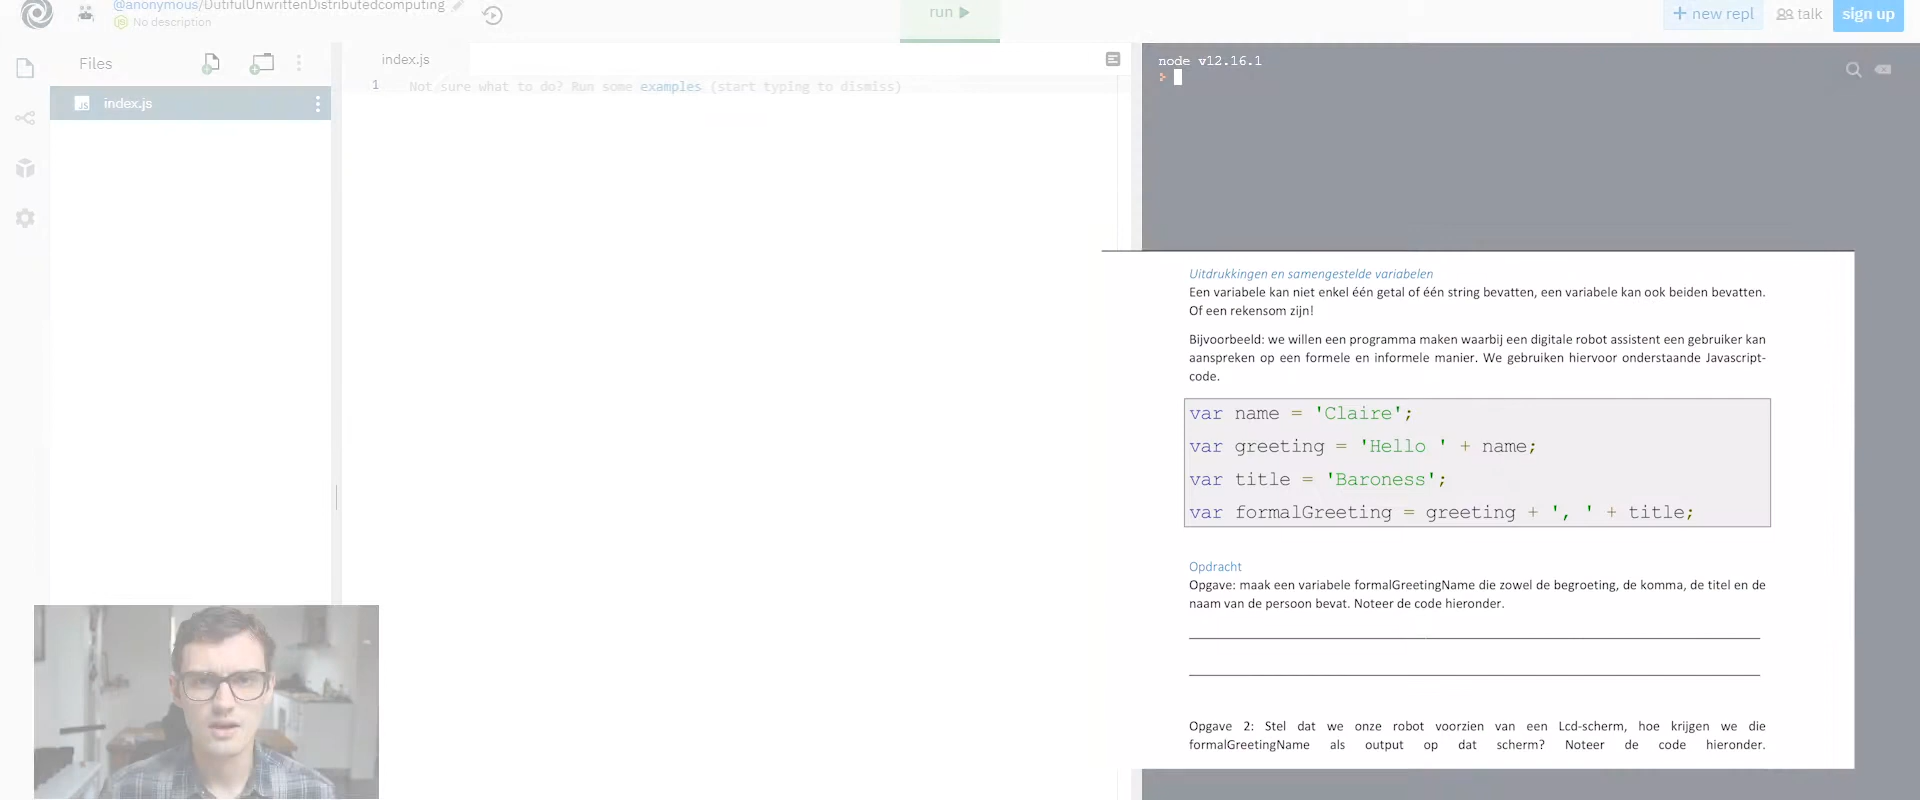 @anonymous/DutifulUnwrittenDistributedcomputing
No description
run
+ new repl
talk
sign up
Files
index.js
index.js
1 Not sure what to do? Run some examples (start typing to dismiss)
node v12.16.1
Uitdrukkingen en samengestelde variabelen
Een variabele kan niet enkel één getal of één string bevatten, een variabele kan ook beiden bevatten.
Of een rekensom zijn!
Bijvoorbeeld: we willen een programma maken waarbij een digitale robot assistent een gebruiker kan
aanspreken op een formele en informele manier. We gebruiken hiervoor onderstaande Javascript-
code.
var name = 'Claire';
var greeting = 'Hello ' + name;
var title = 'Baroness';
var formalGreeting = greeting + ', ' + title;
Opdracht
Opgave: maak een variabele formalGreetingName die zowel de begroeting, de komma, de titel en de
naam van de persoon bevat. Noteer de code hieronder.
Opgave 2: Stel dat we onze robot voorzien van een Lcd-scherm, hoe krijgen we die
formalGreetingName als output op dat scherm? Noteer de code hieronder.